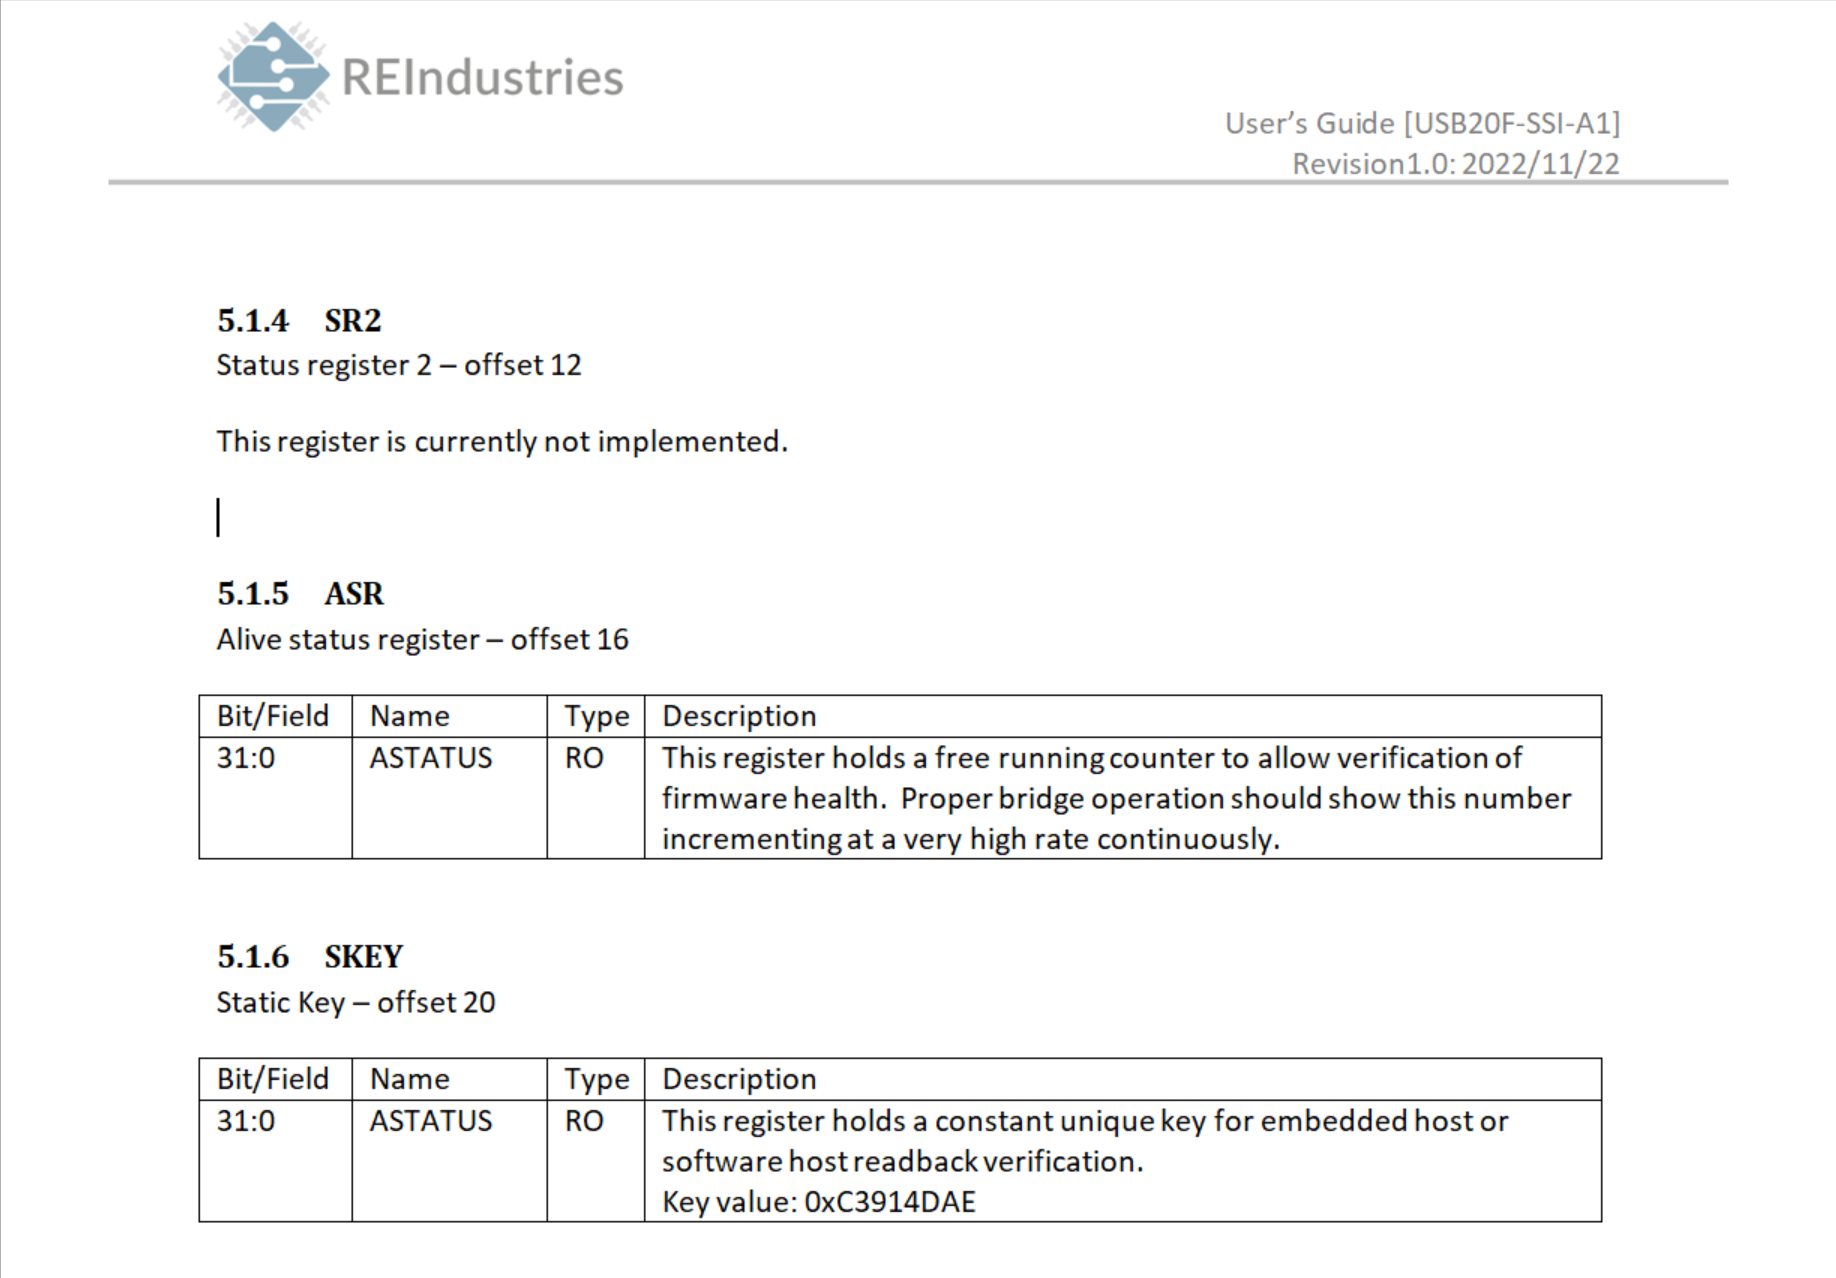 REIndustries
User’s Guide [USB20F-SSI-A1]
Revision1.0: 2022/11/22
5.1.4 SR2
Status register 2 – offset 12
This register is currently not implemented.
5.1.5 ASR
Alive status register – offset 16
Bit/Field Name Type Description
31:0 ASTATUS RO This register holds a free running counter to allow verification of
firmware health. Proper bridge operation should show this number
incrementing at a very high rate continuously.
5.1.6 SKEY
Static Key – offset 20
Bit/Field Name Type Description
31:0 ASTATUS RO This register holds a constant unique key for embedded host or
software host readback verification.
Key value: 0xC3914DAE